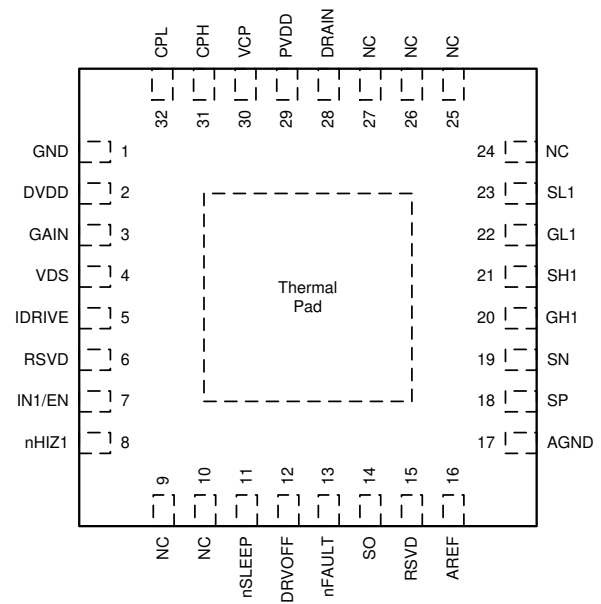 CPL
CPH
VCP
PVDD
DRAIN
NC
NC
NC
32
31
30
29
28
27
26
25
GND 1
DVDD 2
GAIN 3
VDS 4
IDRIVE 5
RSVD 6
IN1/EN 7
nHIZ1 8
Thermal
Pad
24 NC
23 SL1
22 GL1
21 SH1
20 GH1
19 SN
18 SP
17 AGND
9
10
11
12
13
14
15
16
NC
NC
nSLEEP
DRVOFF
nFAULT
SO
RSVD
AREF